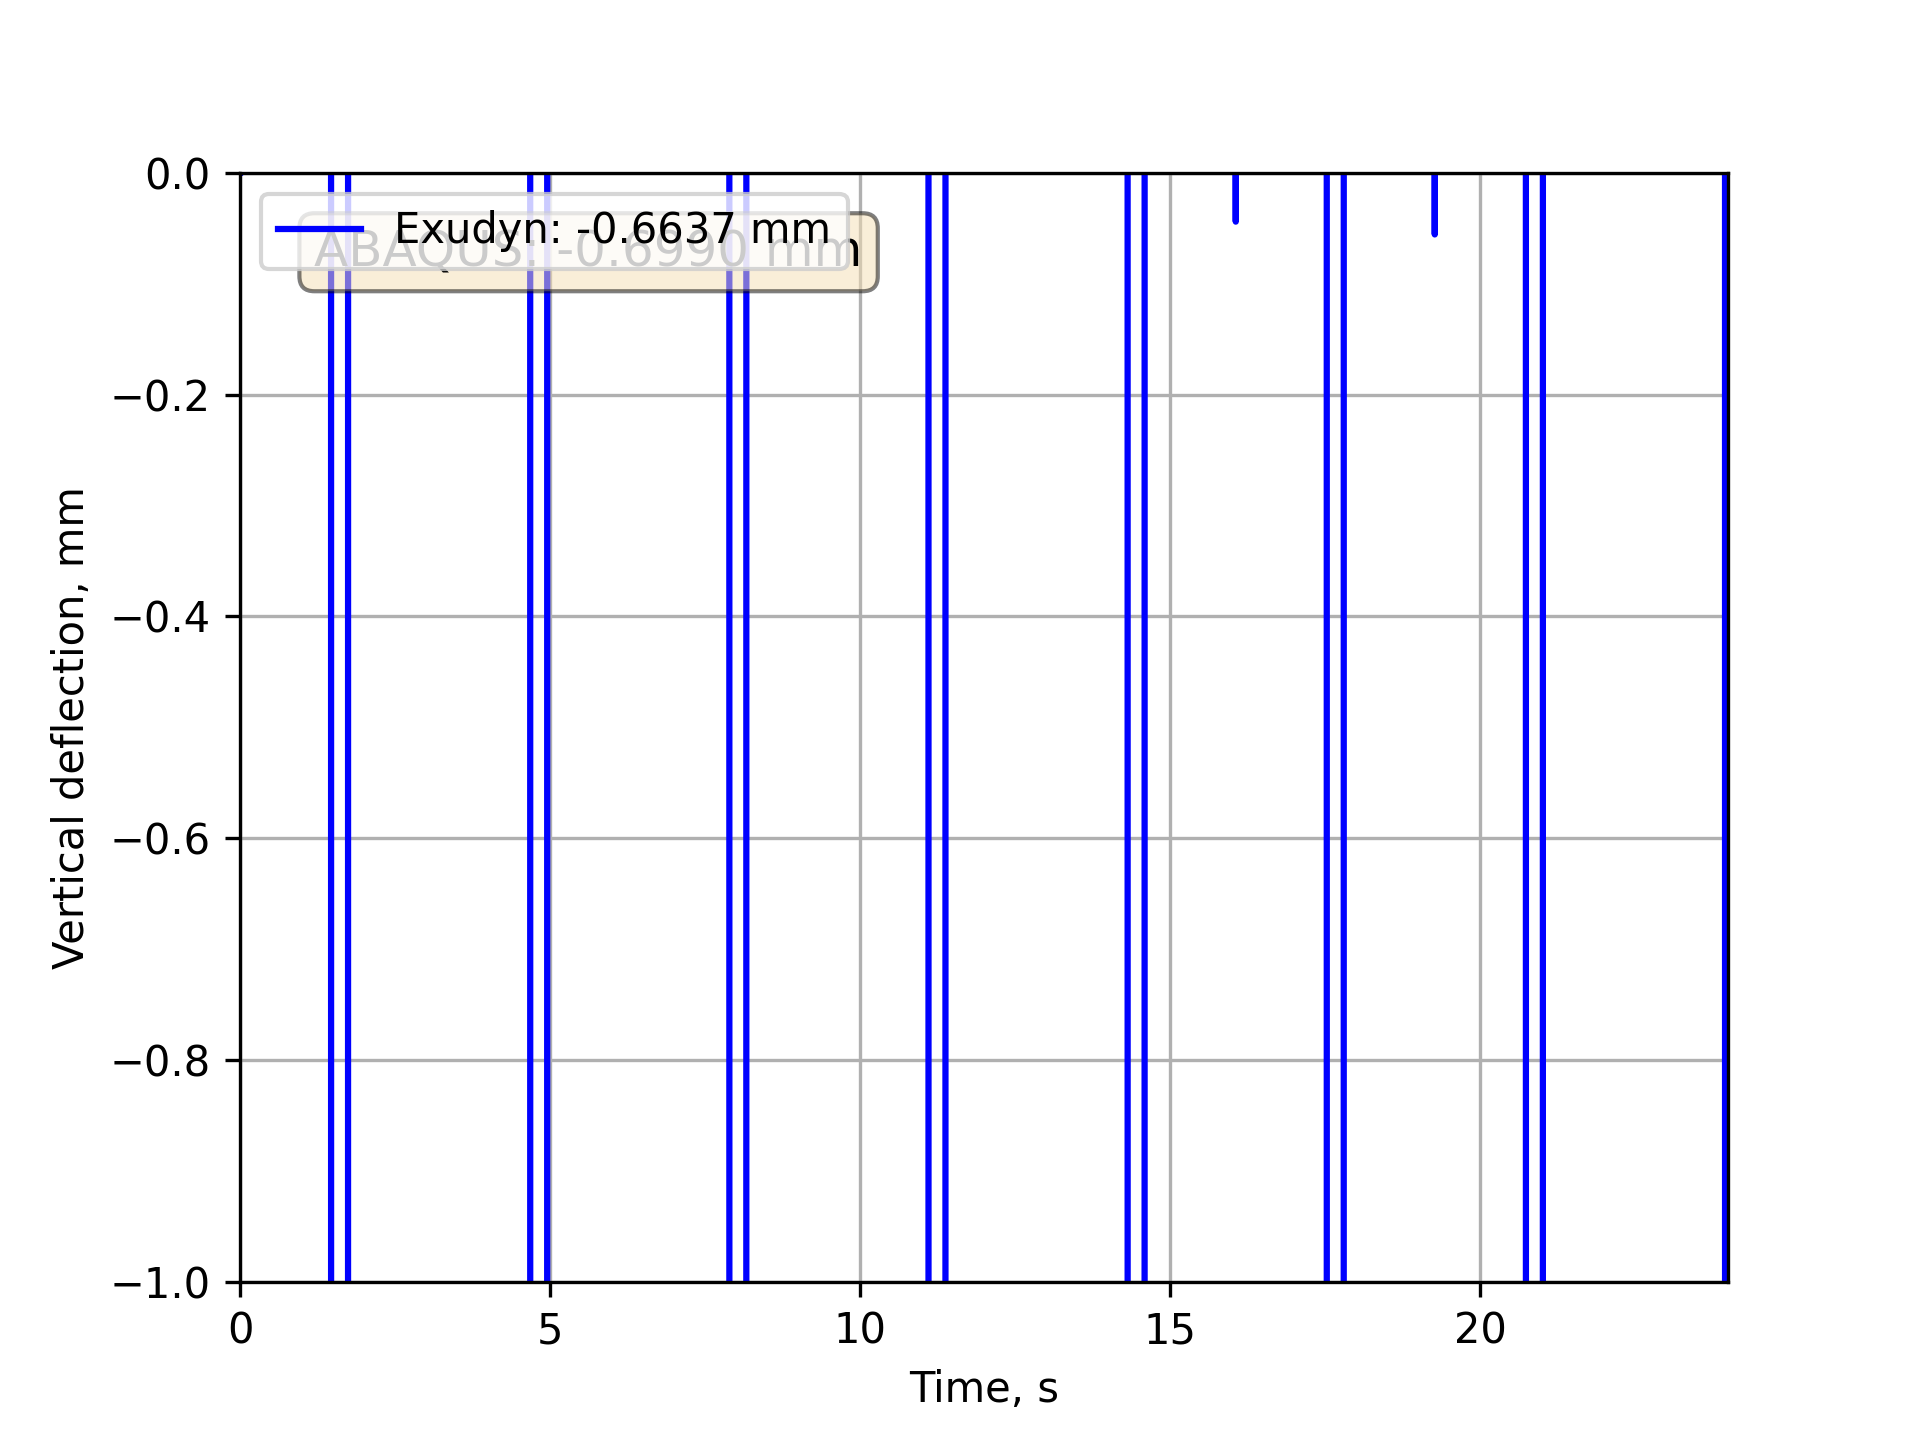 0.0
Exudyn: -0.6637 mm
ABAQUS: -0.6990 mm
−0.2
−0.4
−0.6
−0.8
−1.0
Vertical deflection, mm
0 5 10 15 20
Time, s